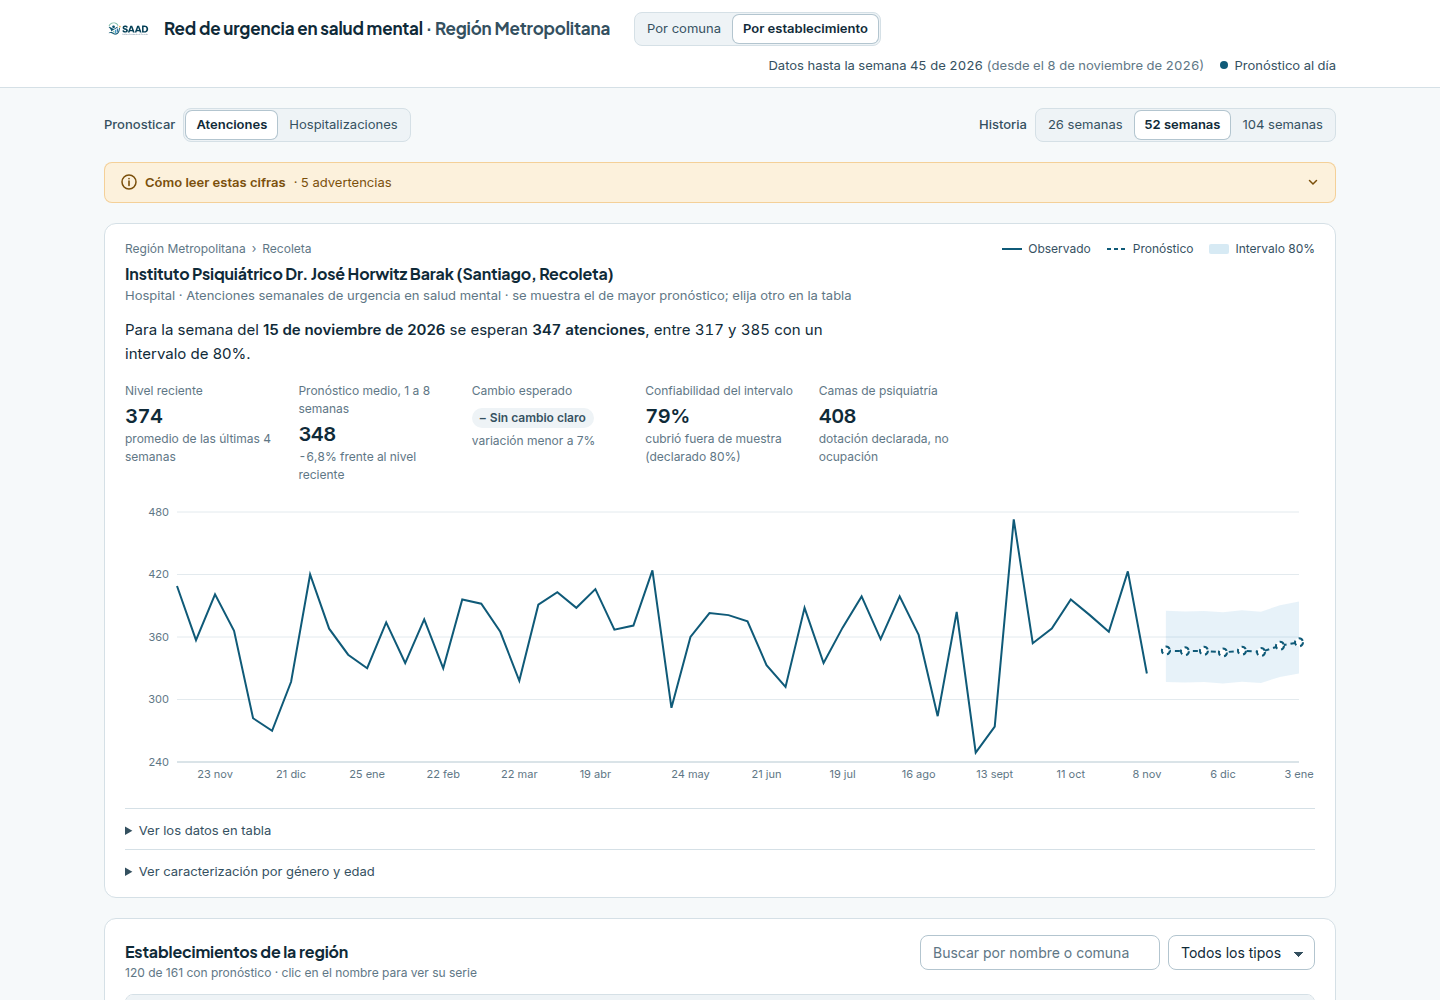 SAAD
Red de urgencia en salud mental · Región Metropolitana
Por comuna
Por establecimiento
Datos hasta la semana 45 de 2026 (desde el 8 de noviembre de 2026)
Pronóstico al día
Pronosticar
Atenciones
Hospitalizaciones
Historia
26 semanas
52 semanas
104 semanas
Cómo leer estas cifras · 5 advertencias
Región Metropolitana › Recoleta
Observado
Pronóstico
Intervalo 80%
Instituto Psiquiátrico Dr. José Horwitz Barak (Santiago, Recoleta)
Hospital · Atenciones semanales de urgencia en salud mental · se muestra el de mayor pronóstico; elija otro en la tabla
Para la semana del 15 de noviembre de 2026 se esperan 347 atenciones, entre 317 y 385 con un
intervalo de 80%.
Nivel reciente
374
promedio de las últimas 4
semanas
Pronóstico medio, 1 a 8
semanas
348
-6,8% frente al nivel
reciente
Cambio esperado
– Sin cambio claro
variación menor a 7%
Confiabilidad del intervalo
79%
cubrió fuera de muestra
(declarado 80%)
Camas de psiquiatría
408
dotación declarada, no
ocupación
480
420
360
300
240
23 nov
21 dic
25 ene
22 feb
22 mar
19 abr
24 may
21 jun
19 jul
16 ago
13 sept
11 oct
8 nov
6 dic
3 ene
Ver los datos en tabla
Ver caracterización por género y edad
Establecimientos de la región
120 de 161 con pronóstico · clic en el nombre para ver su serie
Buscar por nombre o comuna
Todos los tipos